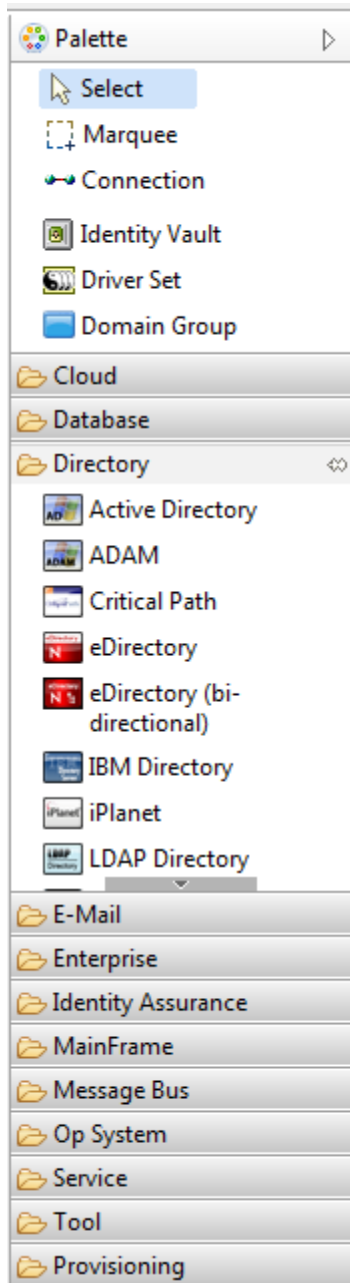 Palette
Select
Marquee
Connection
Identity Vault
Driver Set
Domain Group
Cloud
Database
Directory
Active Directory
ADAM
Critical Path
eDirectory
eDirectory (bi-
directional)
IBM Directory
iPlanet
LDAP Directory
E-Mail
Enterprise
Identity Assurance
MainFrame
Message Bus
Op System
Service
Tool
Provisioning